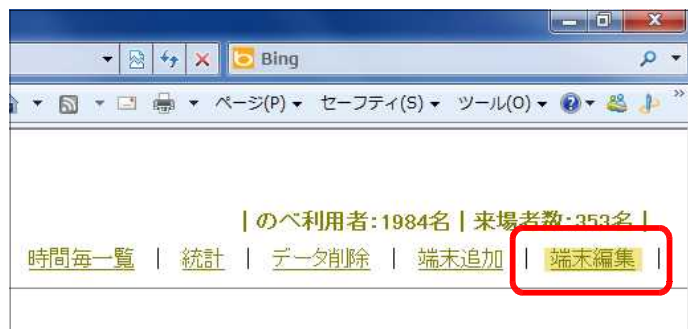 Bing
ページ(P) セーフティ(S) ツール(O)
|のべ利用者:1984名|来場者数:353名|
時間毎一覧 | 統計 | データ削除 | 端末追加 | 端末編集 |